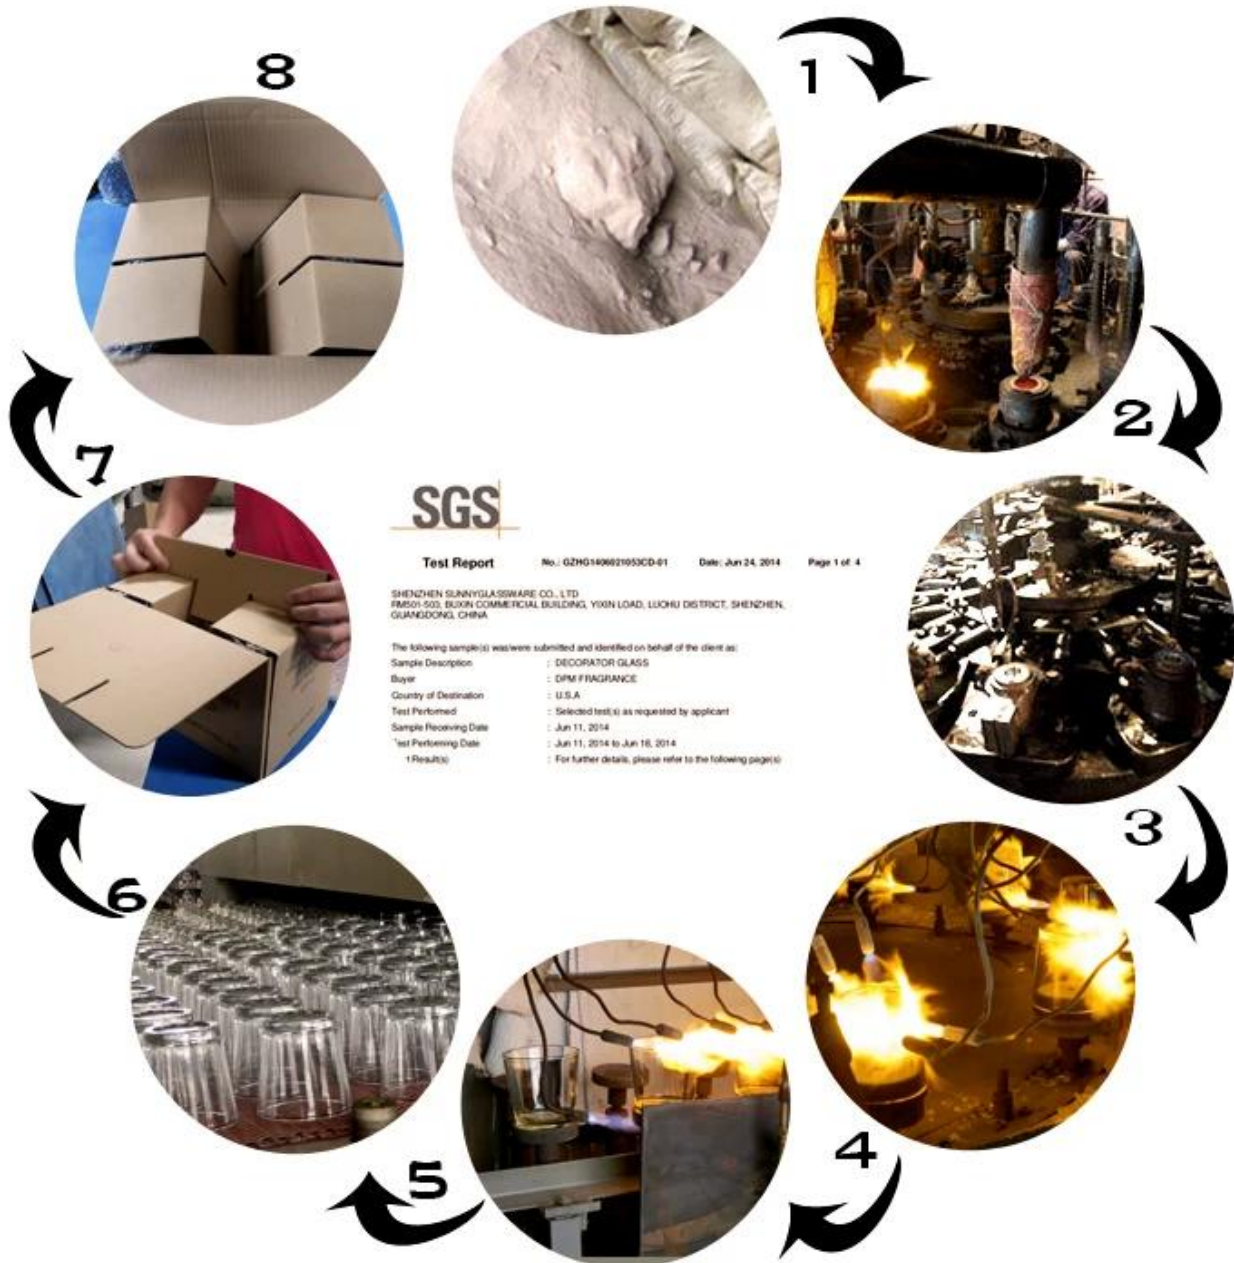 8
1
2
7
SGS
Test Report No.: GZHG1406021053CD-01 Date: Jun 24, 2014 Page 1 of 4
SHENZHEN SUNNYGLASSWARE CO., LTD
RM501-503, BUXIN COMMERCIAL BUILDING, YIXIN LOAD, LUOHU DISTRICT, SHENZHEN,
GUANGDONG, CHINA
The following sample(s) was/were submitted and identified on behalf of the client as:
Sample Description : DECORATOR GLASS
Buyer : DPM FRAGRANCE
Country of Destination : U.S.A
Test Performed : Selected test(s) as requested by applicant
Sample Receiving Date : Jun 11, 2014
Test Performing Date : Jun 11, 2014 to Jun 18, 2014
Result(s) : For further details, please refer to the following page(s)
3
6
4
5